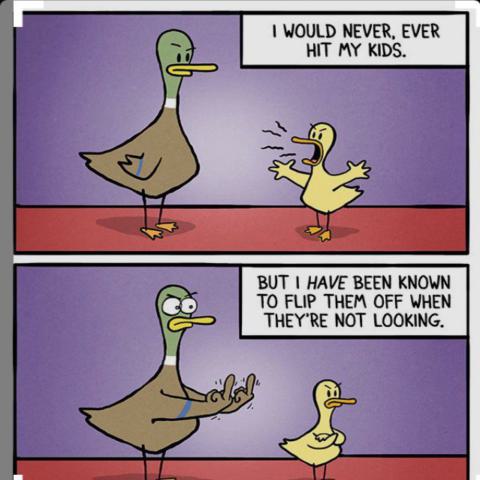 I WOULD NEVER, EVER
HIT MY KIDS.
BUT I HAVE BEEN KNOWN
TO FLIP THEM OFF WHEN
THEY'RE NOT LOOKING.